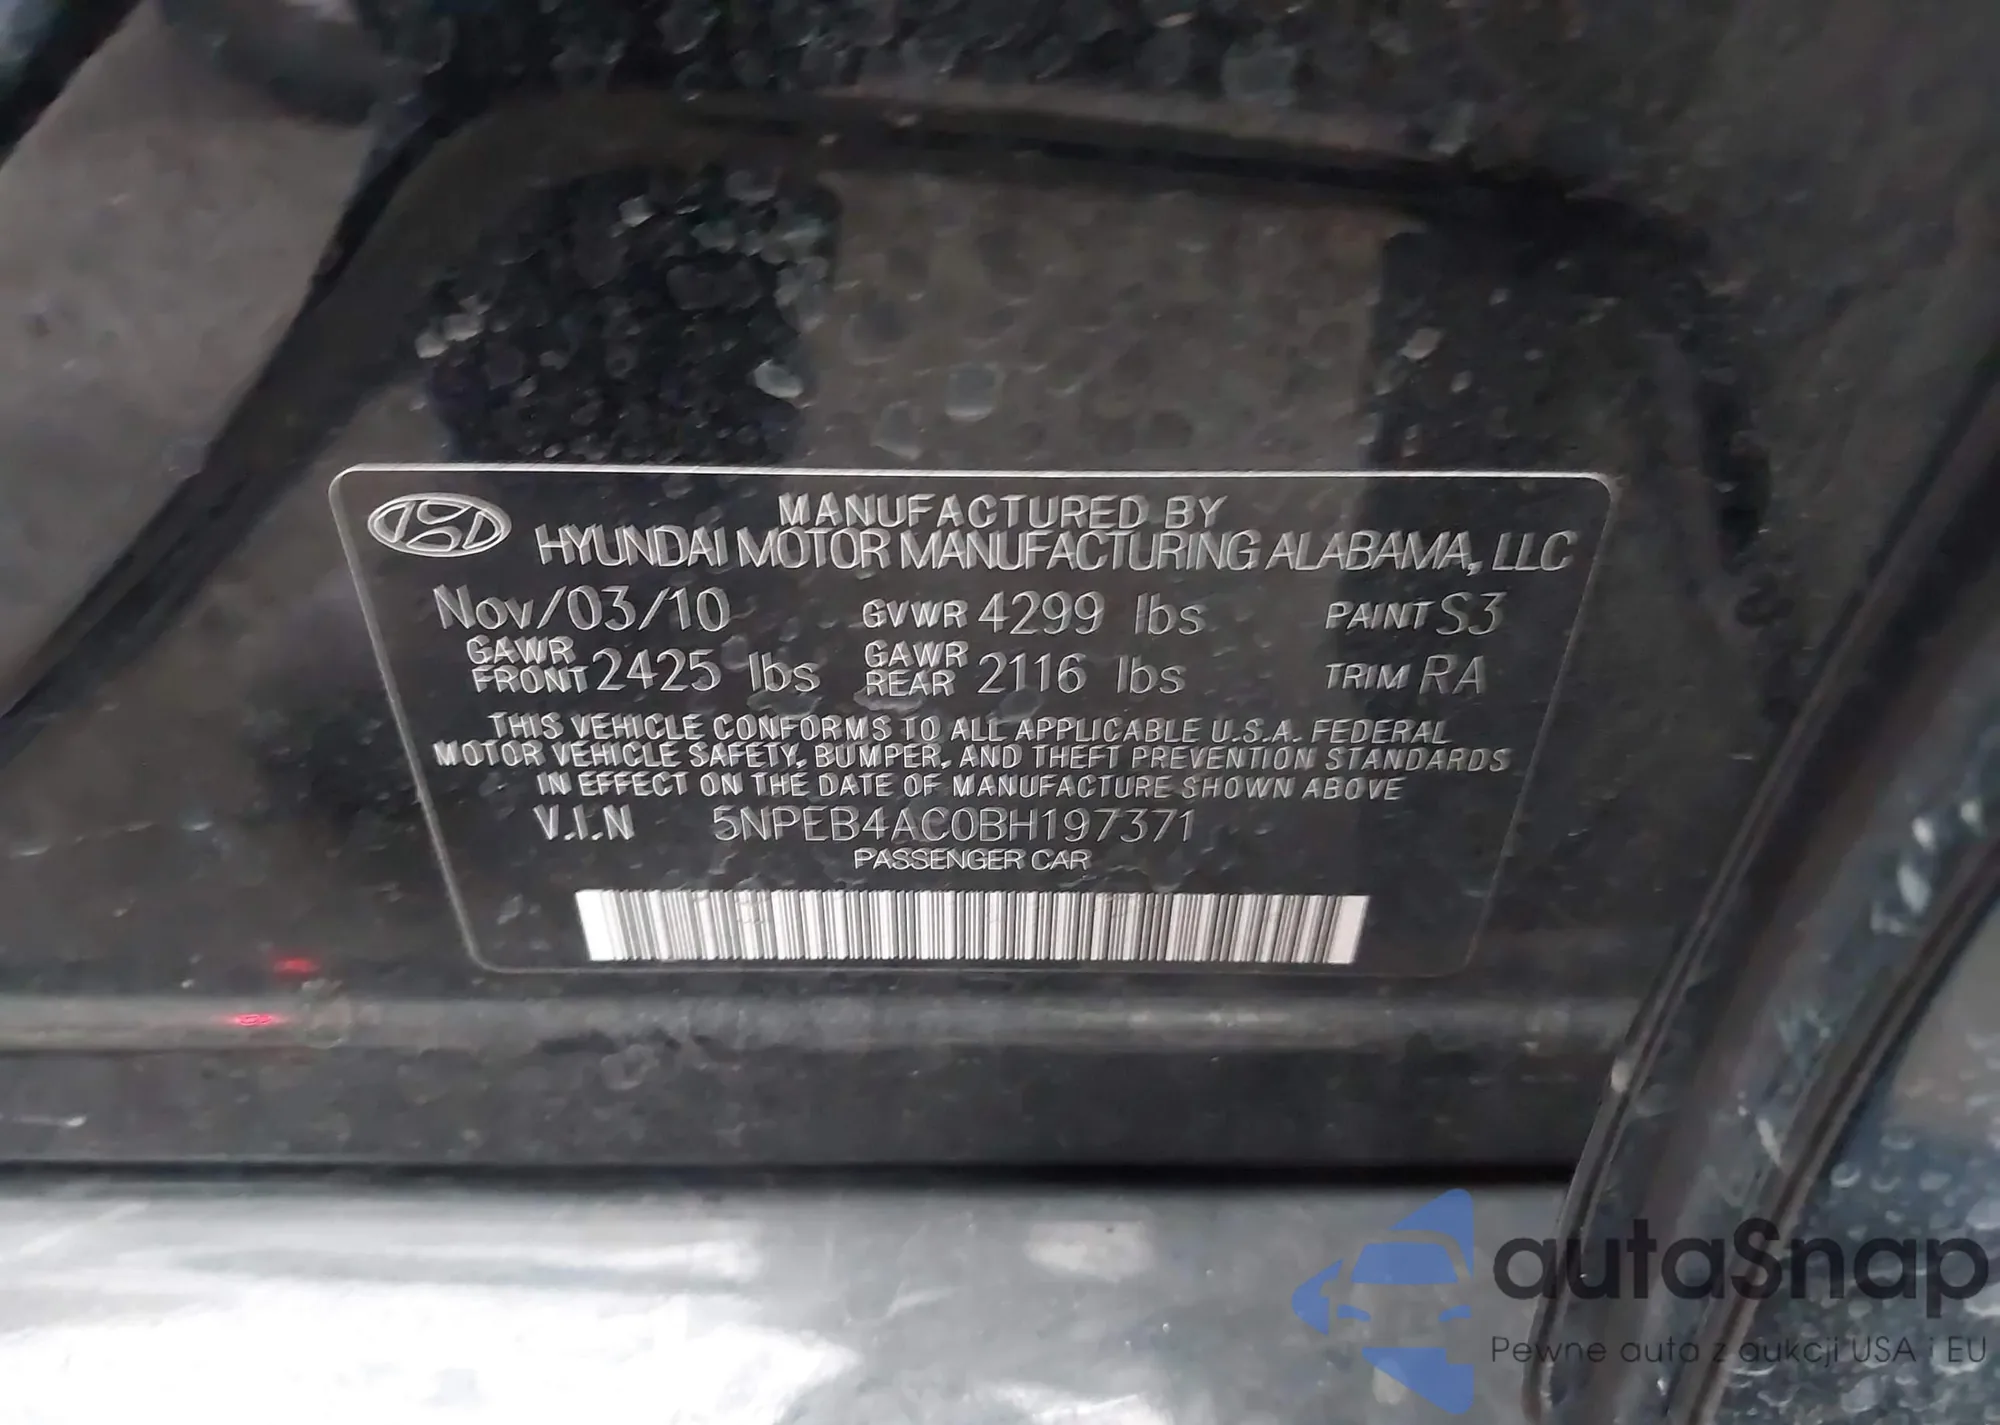 MANUFACTURED BY
HYUNDAI MOTOR MANUFACTURING ALABAMA, LLC
Nov/03/10 GVWR 4299 lbs PAINT S3
GAWR FRONT 2425 lbs GAWR REAR 2116 lbs TRIM RA
THIS VEHICLE CONFORMS TO ALL APPLICABLE U.S.A. FEDERAL
MOTOR VEHICLE SAFETY, BUMPER, AND THEFT PREVENTION STANDARDS
IN EFFECT ON THE DATE OF MANUFACTURE SHOWN ABOVE
V.I.N 5NPEB4AC0BH197371
PASSENGER CAR
autaSnap
Pewne auta z aukcji USA i EU